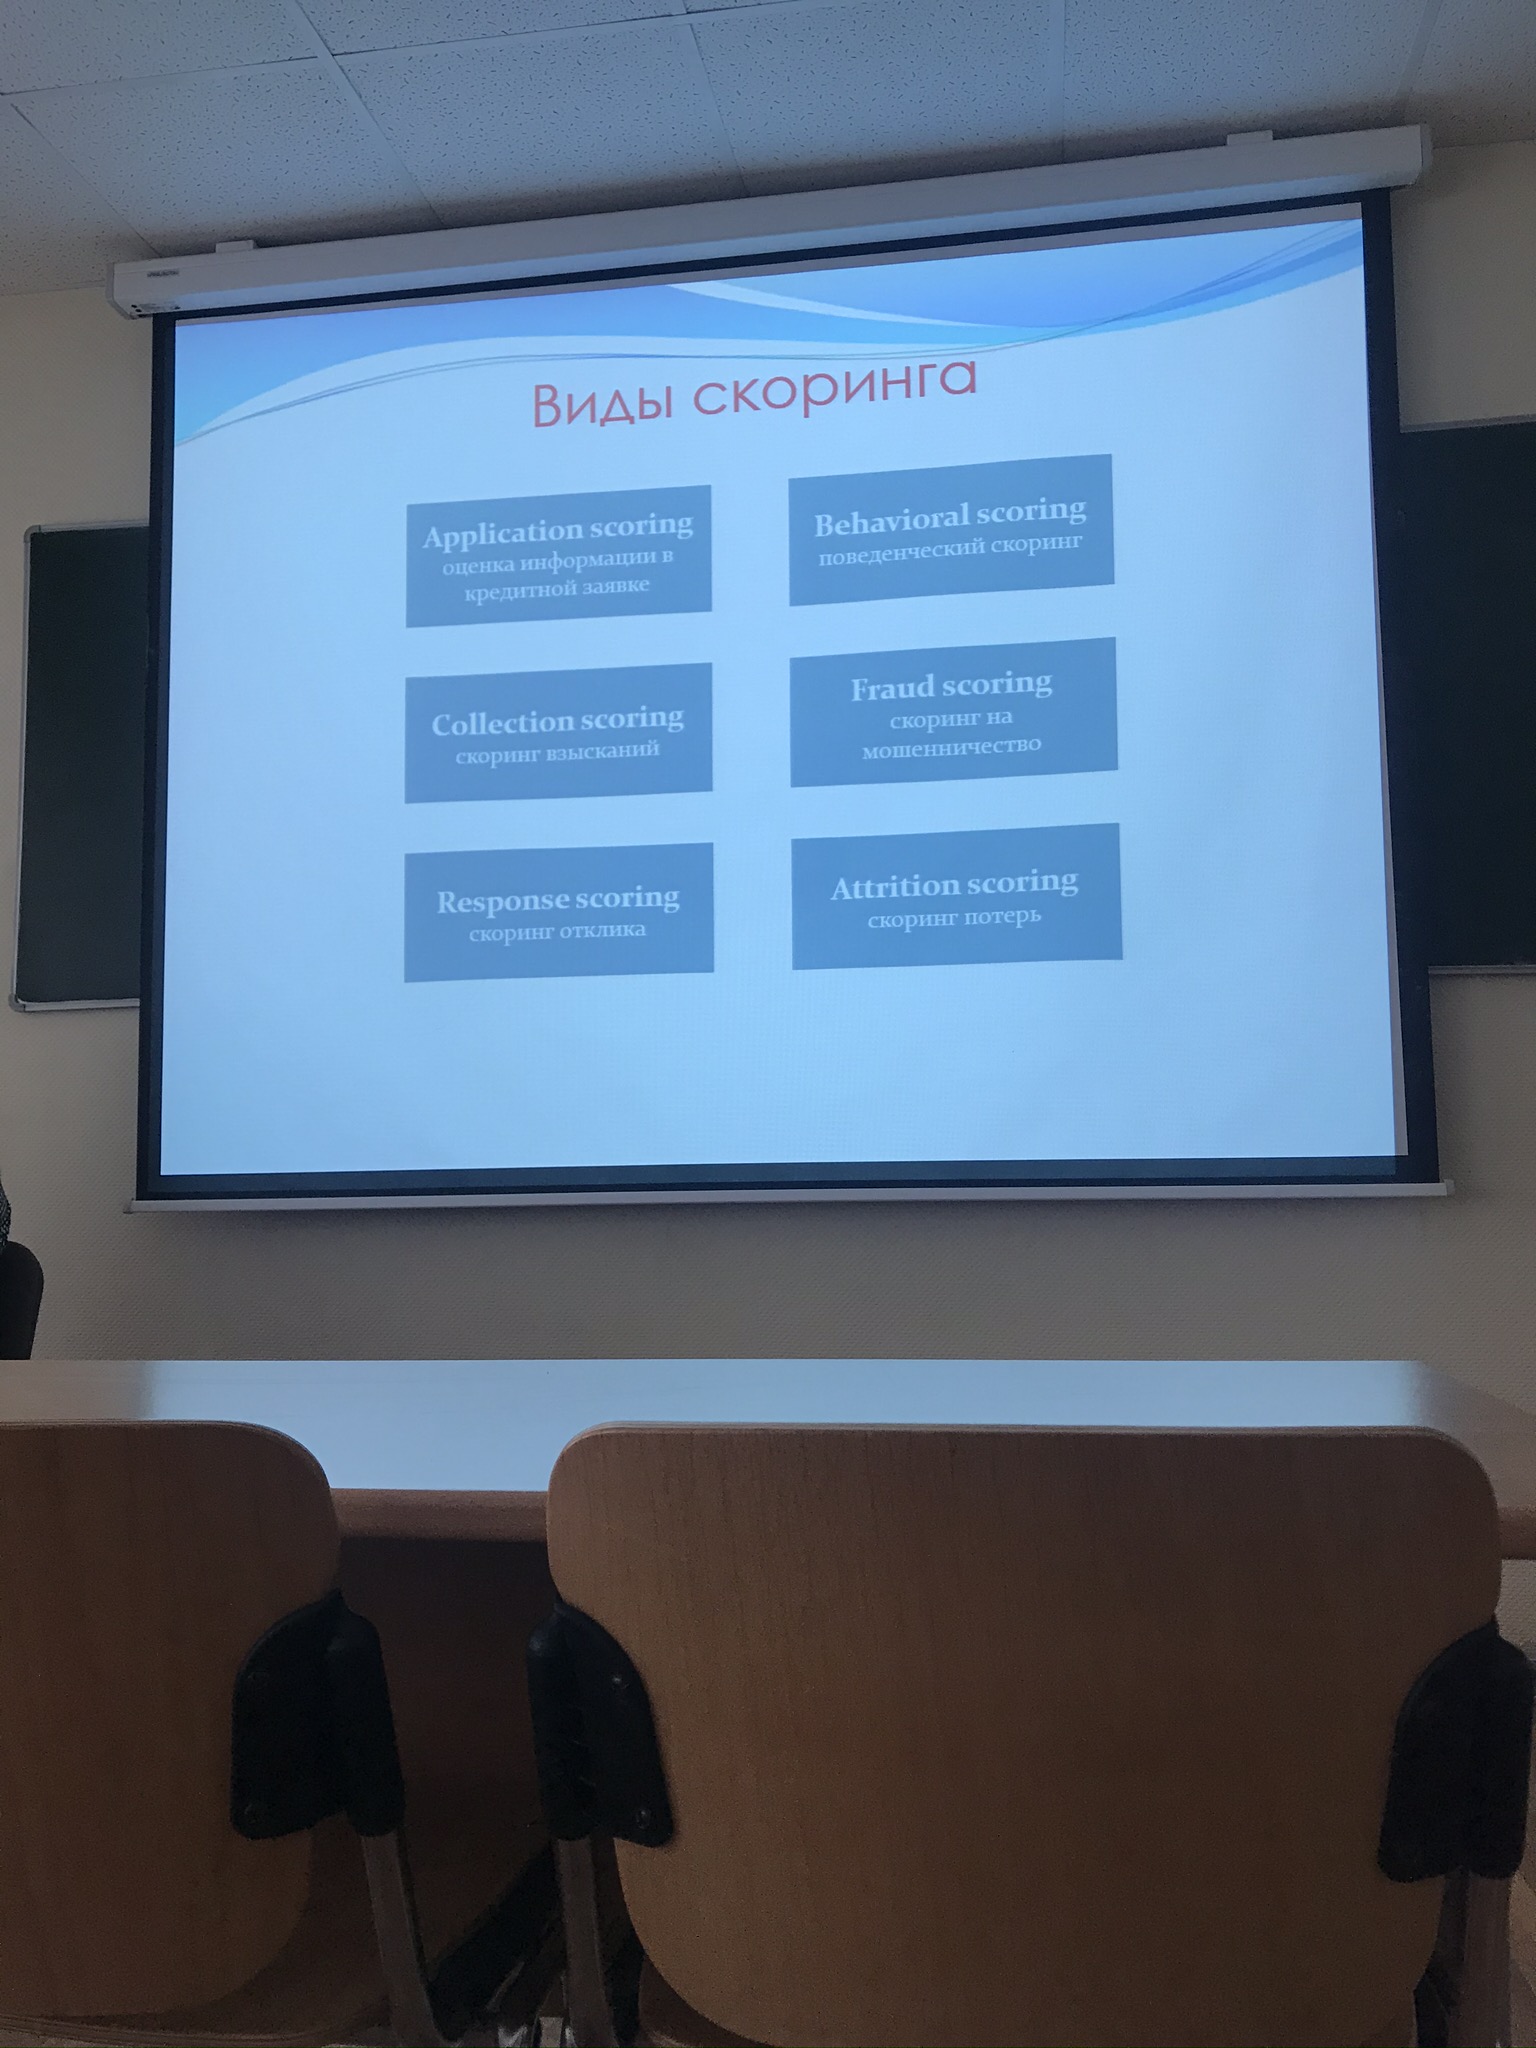 Виды скоринга
Application scoring
оценка информации в
кредитной заявке
Behavioral scoring
поведенческий скоринг
Collection scoring
скоринг взысканий
Fraud scoring
скоринг на
мошенничество
Response scoring
скоринг отклика
Attrition scoring
скоринг потерь